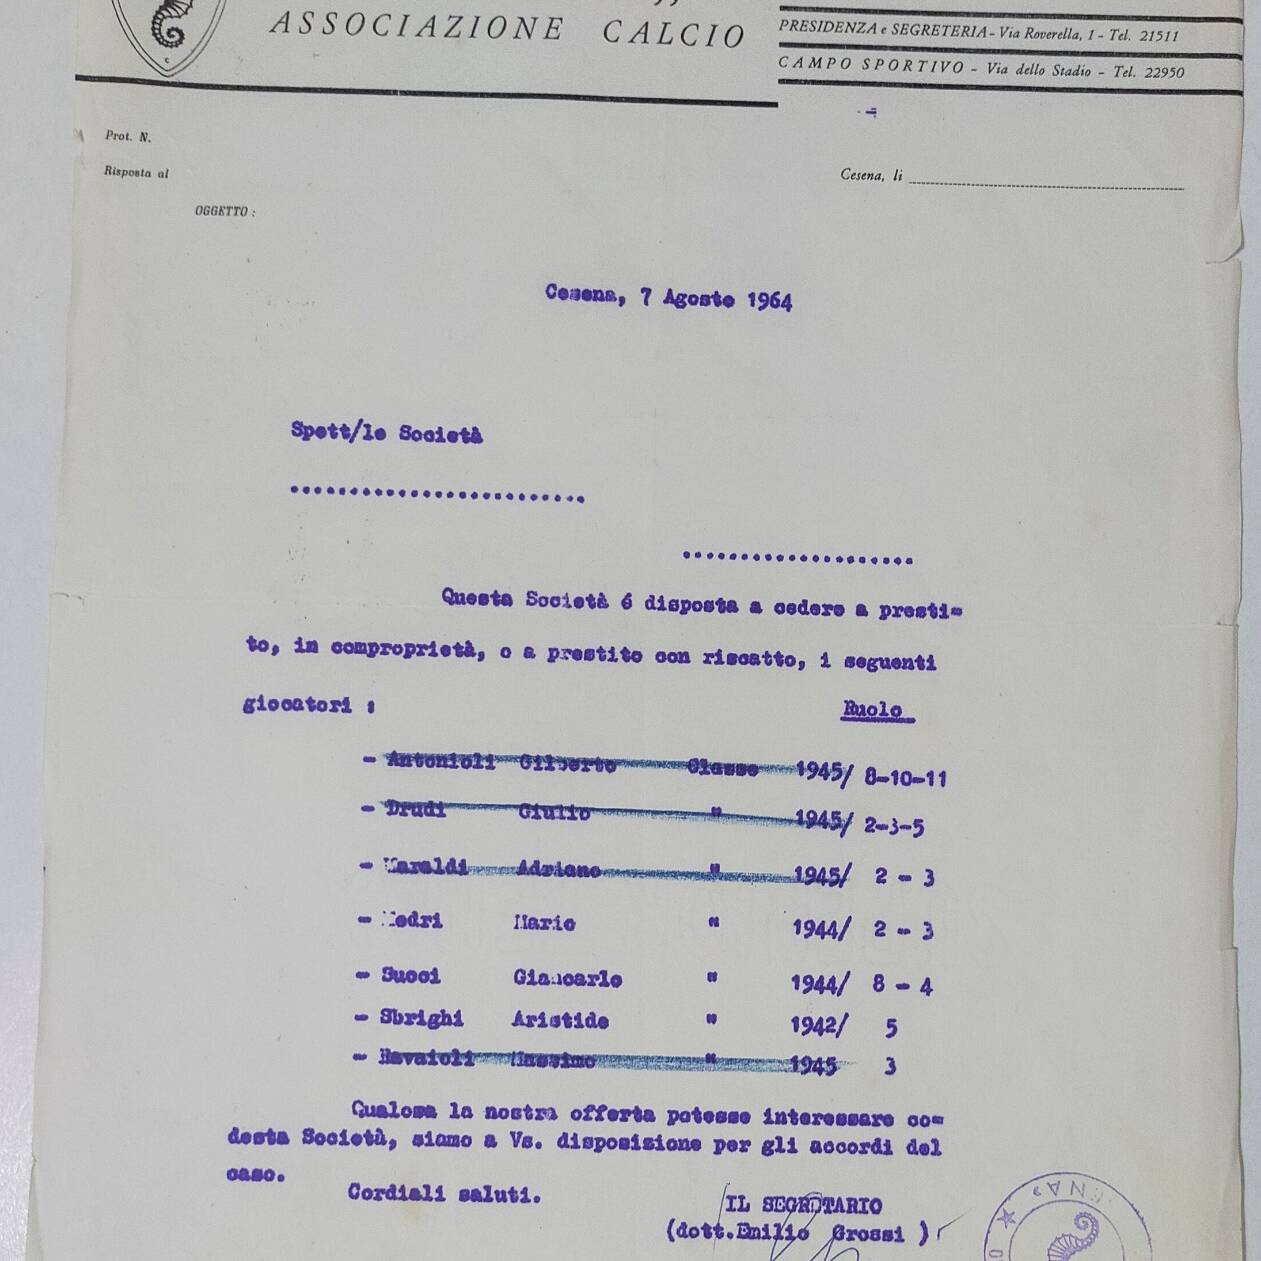 ASSOCIAZIONE CALCIO
PRESIDENZA e SEGRETERIA - Via Roverella, 1 - Tel. 21511
CAMPO SPORTIVO - Via dello Stadio - Tel. 22950
Prot. N.
Risposta al
Cesena, li
OGGETTO :
Cesena, 7 Agosto 1964
Spett/le Società
.........................
....................
Questa Società é disposta a cedere a presti=
to, in comproprietà, o a prestito con riscatto, i seguenti
giocatori :
Ruolo
- Antonioli Gilberto Classe 1945/ 8-10-11
- Drudi Giulio " 1945/ 2-3-5
- Maraldi Adriano " 1945/ 2 - 3
- Medri Mario " 1944/ 2 - 3
- Succi Giancarlo " 1944/ 8 - 4
- Sbrighi Aristide " 1942/ 5
- Ravaioli Massimo " 1945 3
Qualosa la nostra offerta potesse interessare co=
desta Società, siamo a Vs. disposizione per gli accordi del
caso.
Cordiali saluti.
IL SEGRETARIO
(dott.Emilio Grossi )